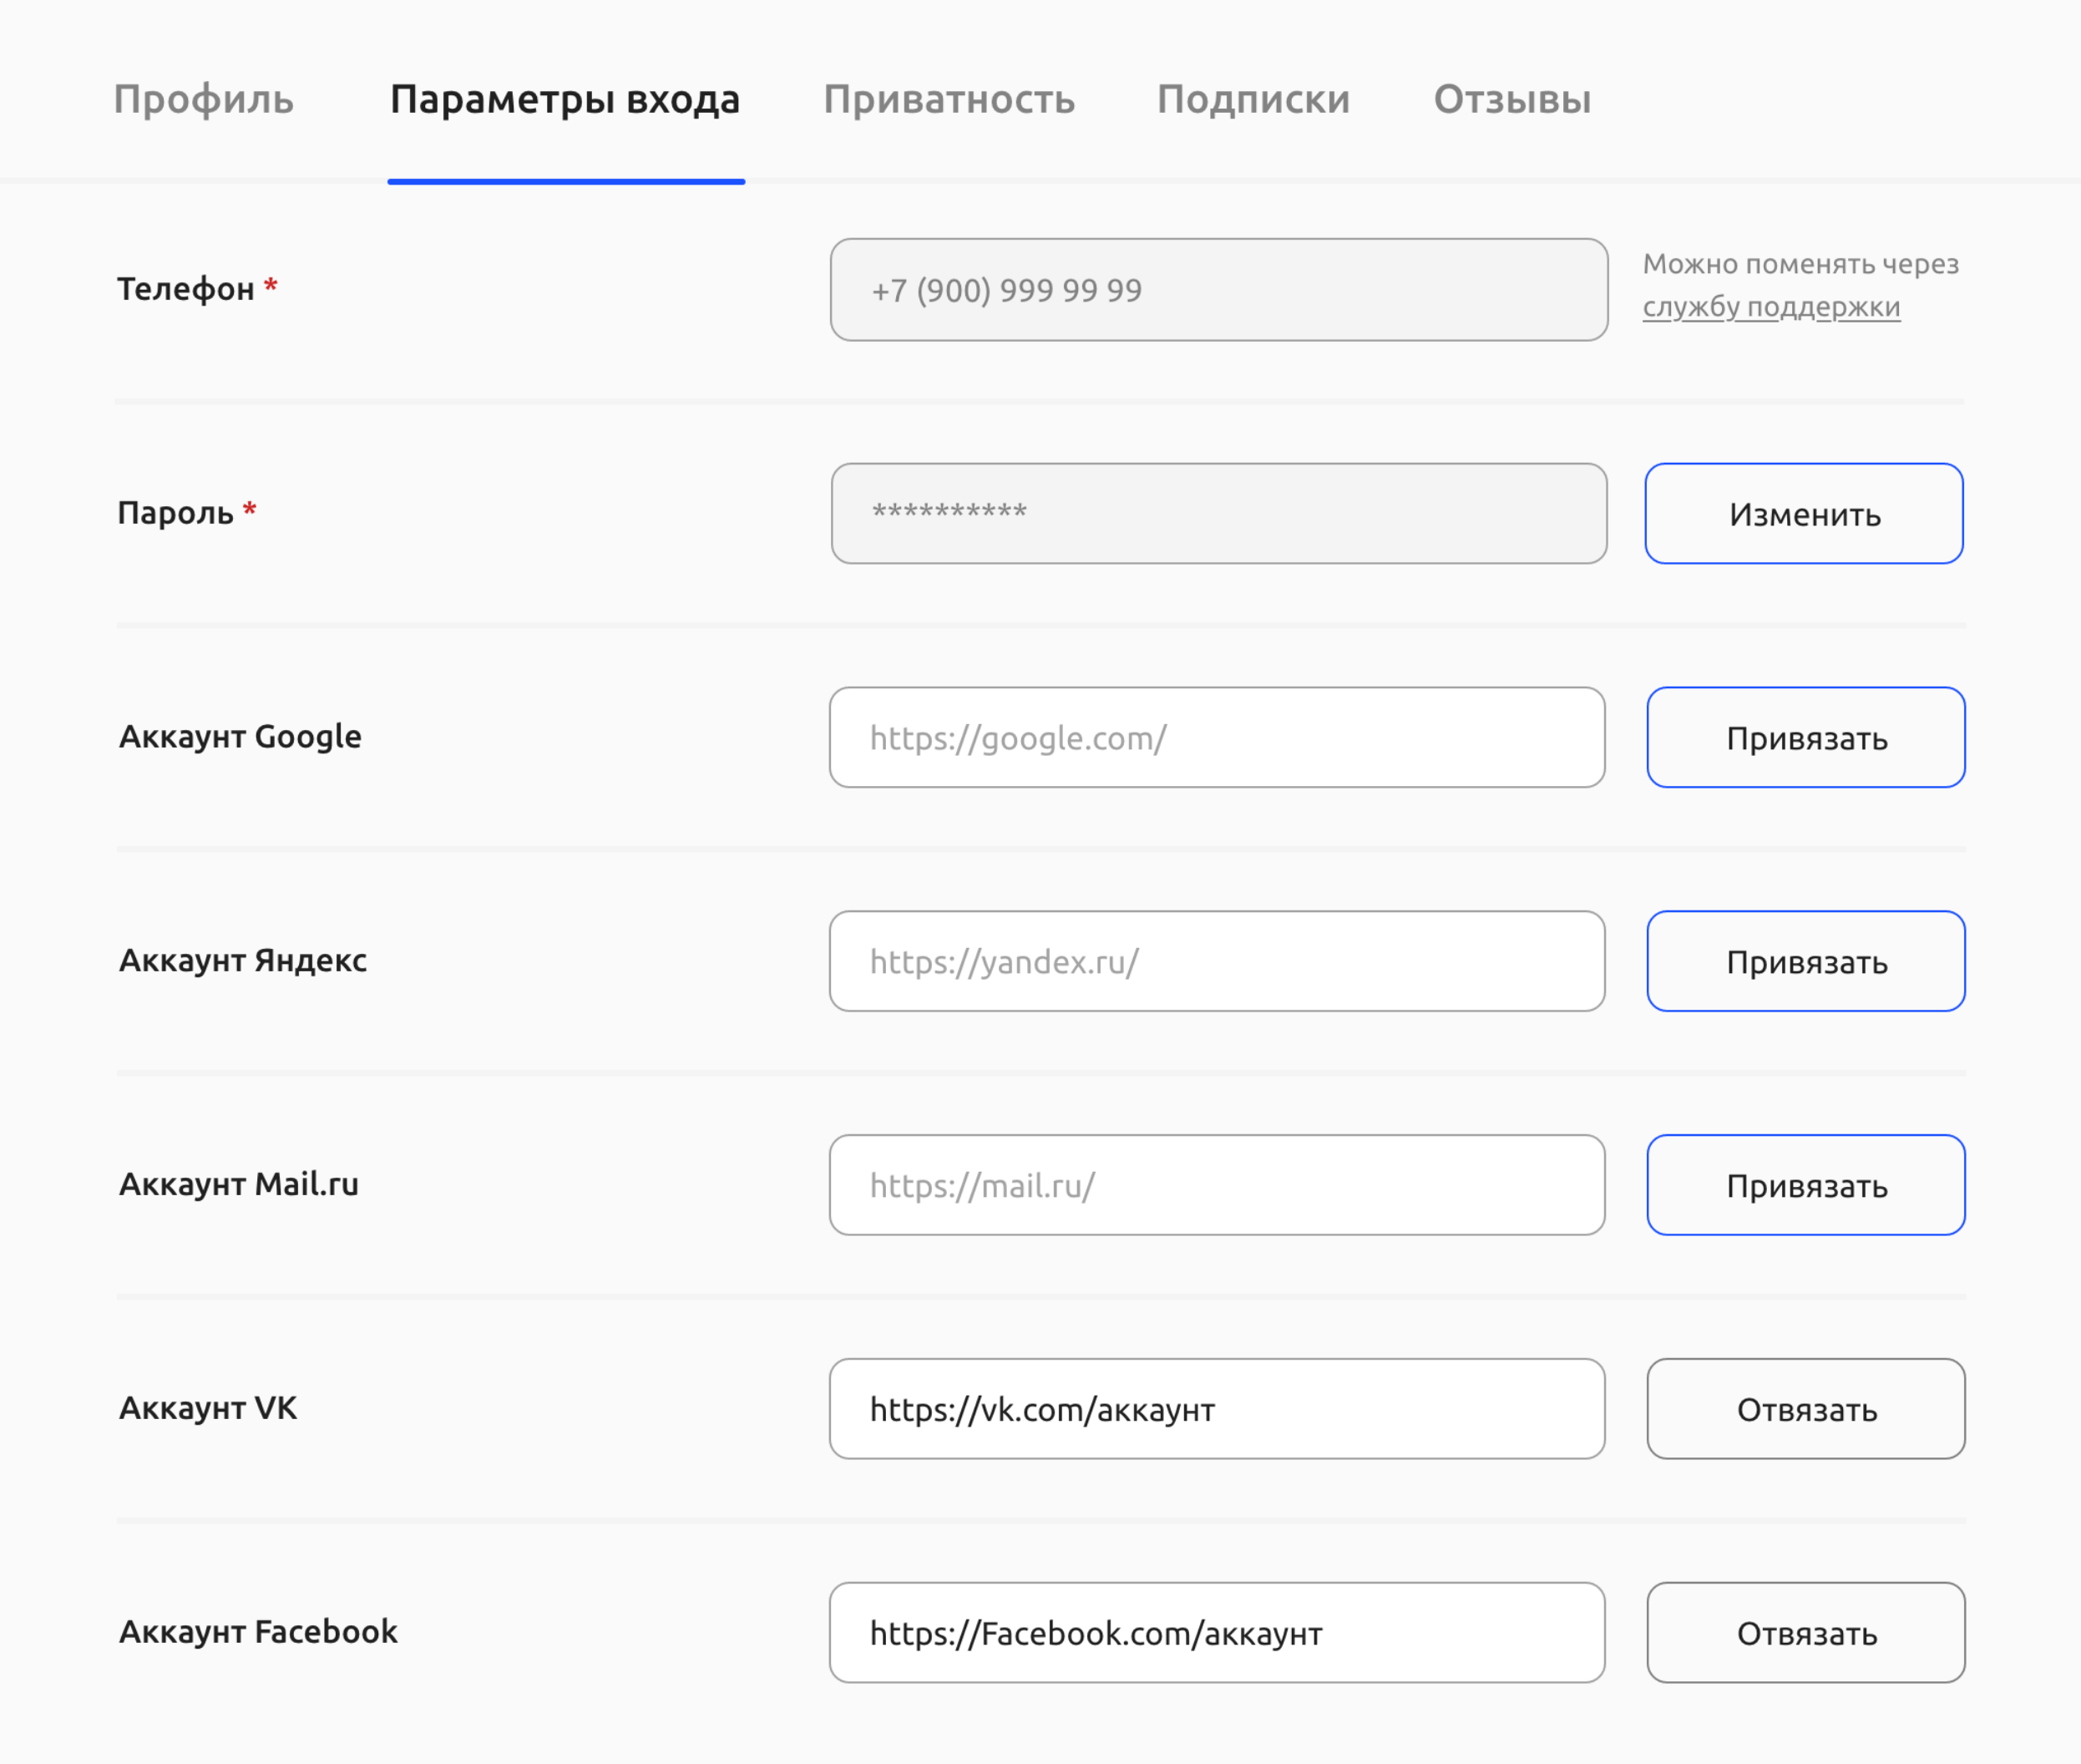 Профиль Параметры входа Приватность Подписки Отзывы
Телефон * +7 (900) 999 99 99 Можно поменять через
службу поддержки
Пароль * ********** Изменить
Аккаунт Google https://google.com/ Привязать
Аккаунт Яндекс https://yandex.ru/ Привязать
Аккаунт Mail.ru https://mail.ru/ Привязать
Аккаунт VK https://vk.com/аккаунт Отвязать
Аккаунт Facebook https://Facebook.com/аккаунт Отвязать